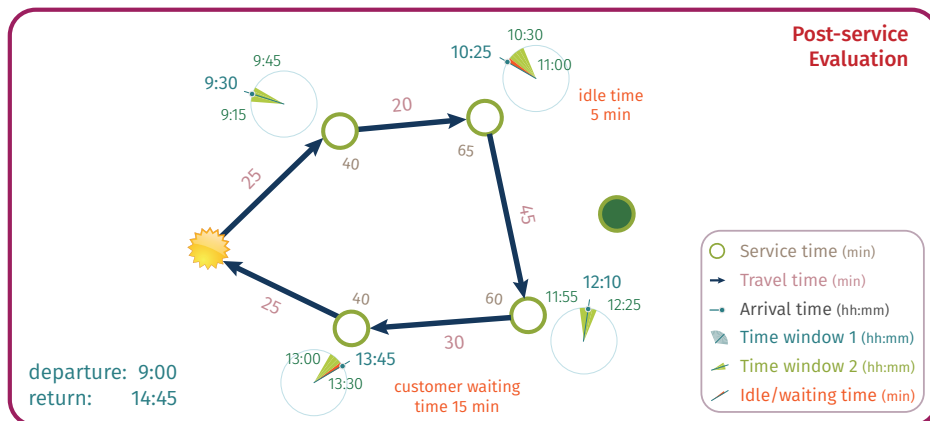 Post-service
Evaluation
9:45
9:30
9:15
25
40
20
10:30
10:25
11:00
idle time
5 min
65
45
11:55
12:10
12:25
60
30
40
25
13:00
13:45
13:30
customer waiting
time 15 min
departure: 9:00
return: 14:45
Service time (min)
Travel time (min)
Arrival time (hh:mm)
Time window 1 (hh:mm)
Time window 2 (hh:mm)
Idle/waiting time (min)